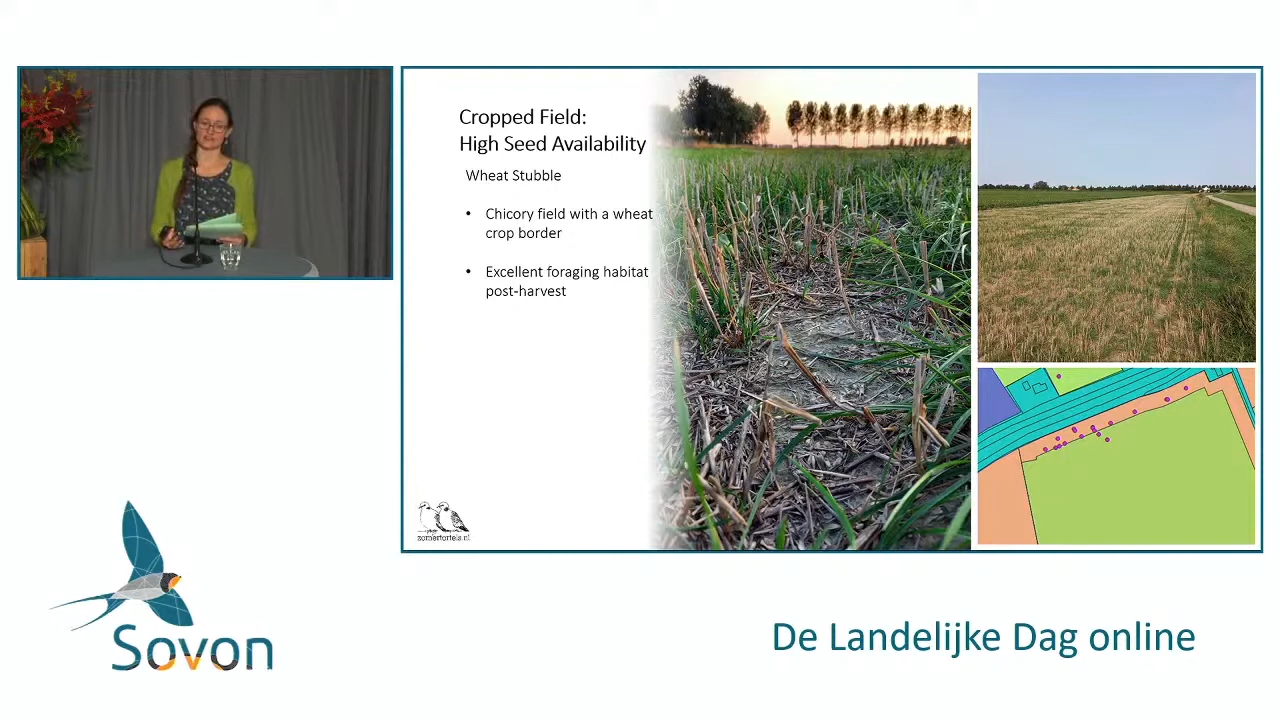 Cropped Field:
High Seed Availability
Wheat Stubble
• Chicory field with a wheat
crop border
• Excellent foraging habitat
post-harvest
zomertortels.nl
Sovon
De Landelijke Dag online